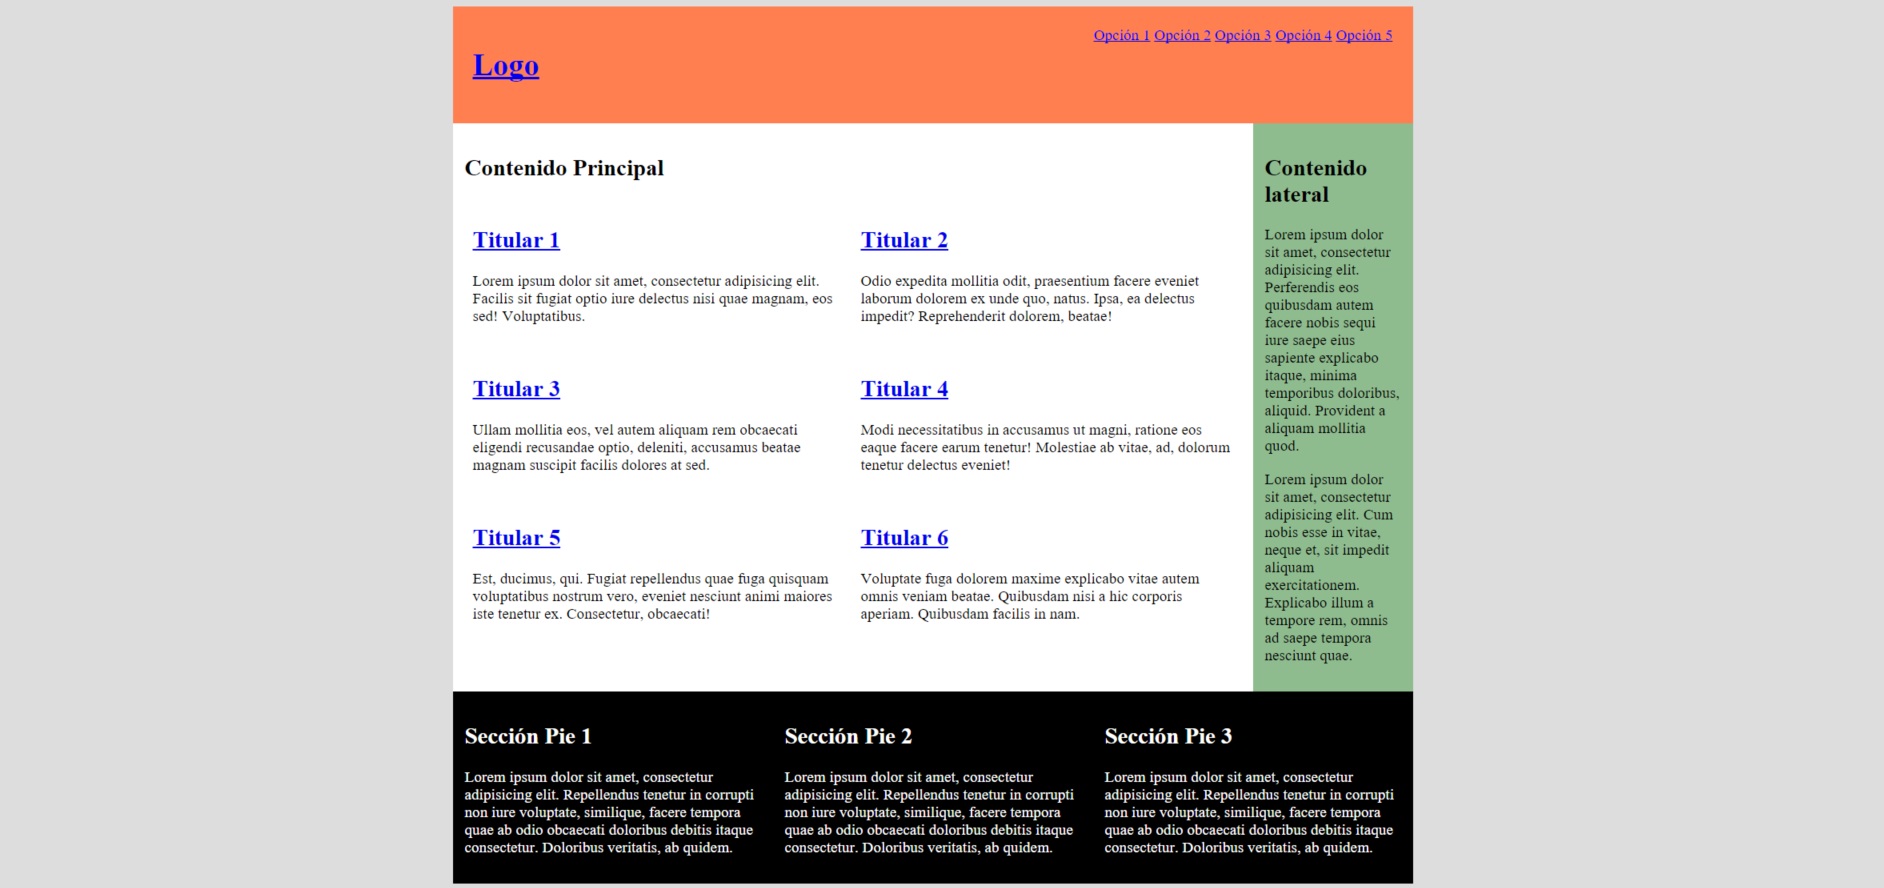 Logo
Opción 1 Opción 2 Opción 3 Opción 4 Opción 5
Contenido Principal
Titular 1
Lorem ipsum dolor sit amet, consectetur adipisicing elit.
Facilis sit fugiat optio iure delectus nisi quae magnam, eos
sed! Voluptatibus.
Titular 2
Odio expedita mollitia odit, praesentium facere eveniet
laborum dolorem ex unde quo, natus. Ipsa, ea delectus
impedit? Reprehenderit dolorem, beatae!
Titular 3
Ullam mollitia eos, vel autem aliquam rem obcaecati
eligendi recusandae optio, deleniti, accusamus beatae
magnam suscipit facilis dolores at sed.
Titular 4
Modi necessitatibus in accusamus ut magni, ratione eos
eaque facere earum tenetur! Molestiae ab vitae, ad, dolorum
tenetur delectus eveniet!
Titular 5
Est, ducimus, qui. Fugiat repellendus quae fuga quisquam
voluptatibus nostrum vero, eveniet nesciunt animi maiores
iste tenetur ex. Consectetur, obcaecati!
Titular 6
Voluptate fuga dolorem maxime explicabo vitae autem
omnis veniam beatae. Quibusdam nisi a hic corporis
aperiam. Quibusdam facilis in nam.
Contenido
lateral
Lorem ipsum dolor
sit amet, consectetur
adipisicing elit.
Perferendis eos
quibusdam autem
facere nobis sequi
iure saepe eius
sapiente explicabo
itaque, minima
temporibus doloribus,
aliquid. Provident a
aliquam mollitia
quod.
Lorem ipsum dolor
sit amet, consectetur
adipisicing elit. Cum
nobis esse in vitae,
neque et, sit impedit
aliquam
exercitationem.
Explicabo illum a
tempore rem, omnis
ad saepe tempora
nesciunt quae.
Sección Pie 1
Lorem ipsum dolor sit amet, consectetur
adipisicing elit. Repellendus tenetur in corrupti
non iure voluptate, similique, facere tempora
quae ab odio obcaecati doloribus debitis itaque
consectetur. Doloribus veritatis, ab quidem.
Sección Pie 2
Lorem ipsum dolor sit amet, consectetur
adipisicing elit. Repellendus tenetur in corrupti
non iure voluptate, similique, facere tempora
quae ab odio obcaecati doloribus debitis itaque
consectetur. Doloribus veritatis, ab quidem.
Sección Pie 3
Lorem ipsum dolor sit amet, consectetur
adipisicing elit. Repellendus tenetur in corrupti
non iure voluptate, similique, facere tempora
quae ab odio obcaecati doloribus debitis itaque
consectetur. Doloribus veritatis, ab quidem.